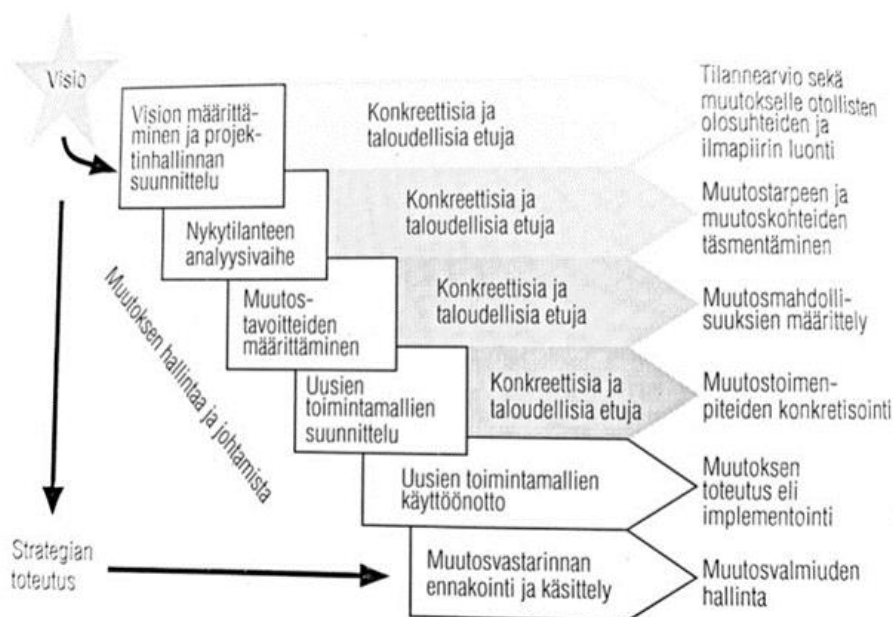 Visio
Vision määrittä-
minen ja projek-
tinhallinnan
suunnittelu
Konkreettisia ja
taloudellisia etuja
Tilannearvio sekä
muutokselle otollisten
olosuhteiden ja
ilmapiirin luonti
Nykytilanteen
analyysivaihe
Konkreettisia ja
taloudellisia etuja
Muutostarpeen ja
muutoskohteiden
täsmentäminen
Muutos-
tavoitteiden
määrittäminen
Konkreettisia ja
taloudellisia etuja
Muutosmahdolli-
suuksien määrittely
Uusien
toimintamallien
suunnittelu
Konkreettisia ja
taloudellisia etuja
Muutostoimen-
piteiden konkretisointi
Muutoksen hallintaa ja johtamista
Uusien toimintamallien
käyttöönotto
Muutoksen
toteutus eli
implementointi
Strategian
toteutus
Muutosvastarinnan
ennakointi ja käsittely
Muutosvalmiuden
hallinta